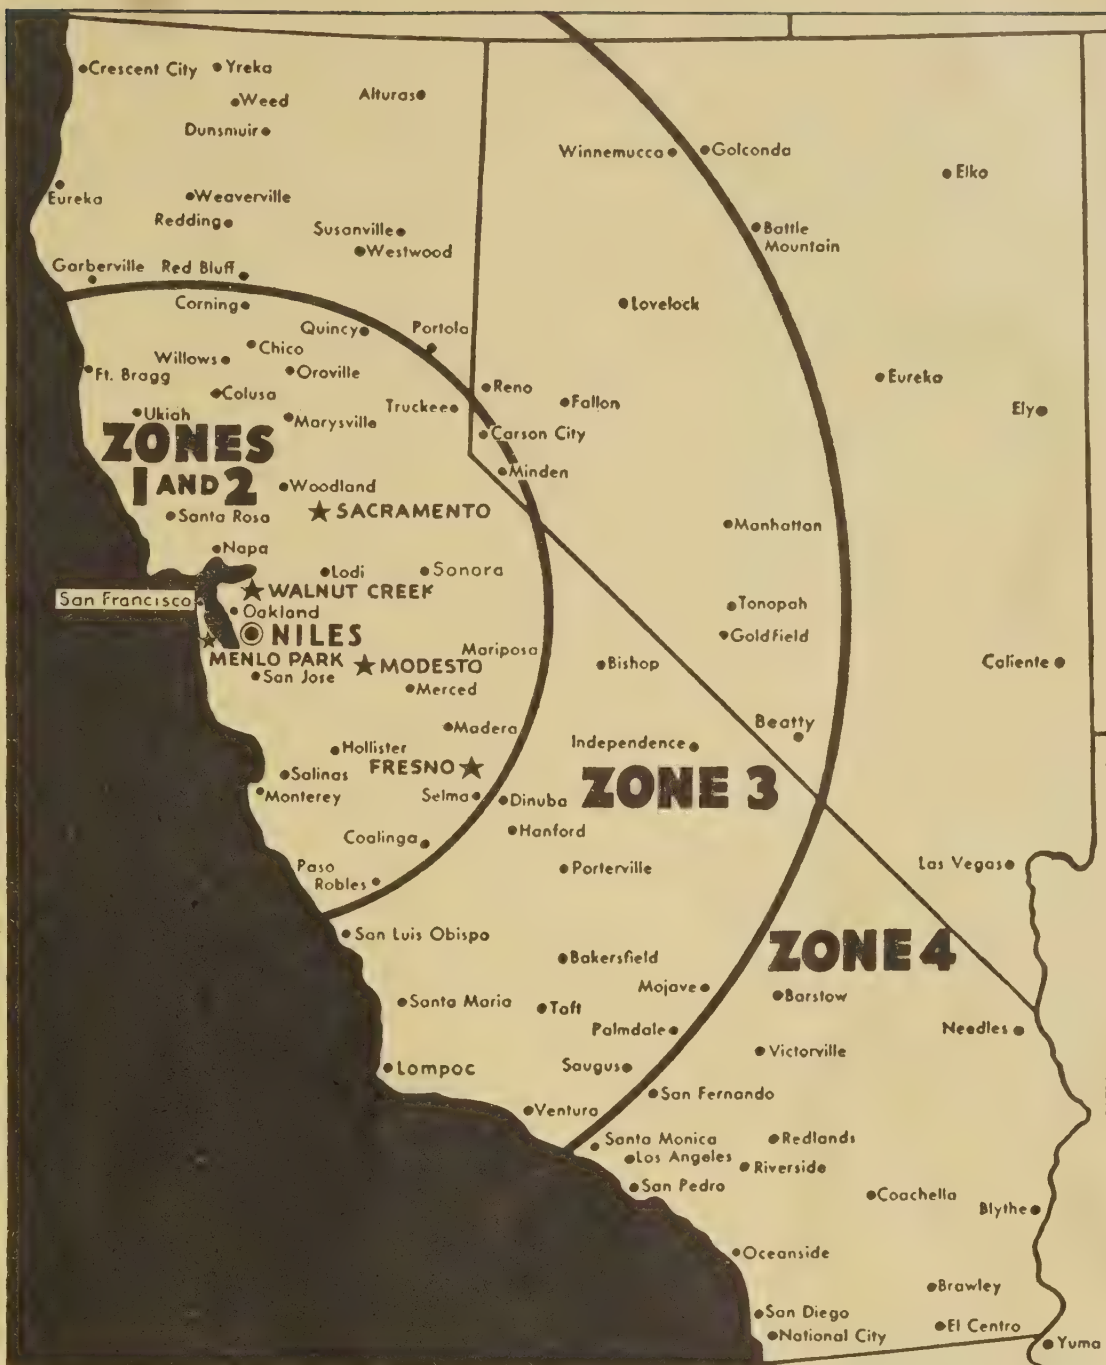 Crescent City
Yreka
Weed
Alturas
Dunsmuir
Winnemucca
Golconda
Elko
Eureka
Weaverville
Redding
Susanville
Westwood
Battle
Mountain
Garberville
Red Bluff
Corning
Lovelock
Quincy
Portola
Chico
Willows
Ft. Bragg
Oroville
Reno
Eureka
Colusa
Truckee
Fallon
Ely
Ukiah
Marysville
Carson City
ZONES
1 AND 2
Minden
Woodland
Santa Rosa
SACRAMENTO
Manhattan
Napa
Lodi
Sonora
WALNUT CREEK
San Francisco
Oakland
Tonopah
NILES
Goldfield
MENLO PARK
Mariposa
MODESTO
Bishop
Caliente
San Jose
Merced
Madera
Beatty
Hollister
Independence
FRESNO
Salinas
Monterey
Selma
Dinuba
ZONE 3
Hanford
Coalinga
Paso
Robles
Porterville
Las Vegas
San Luis Obispo
ZONE 4
Bakersfield
Mojave
Barstow
Santa Maria
Taft
Palmdale
Needles
Victorville
Lompoc
Saugus
San Fernando
Ventura
Santa Monica
Redlands
Los Angeles
Riverside
San Pedro
Coachella
Blythe
Oceanside
Brawley
San Diego
El Centro
National City
Yuma